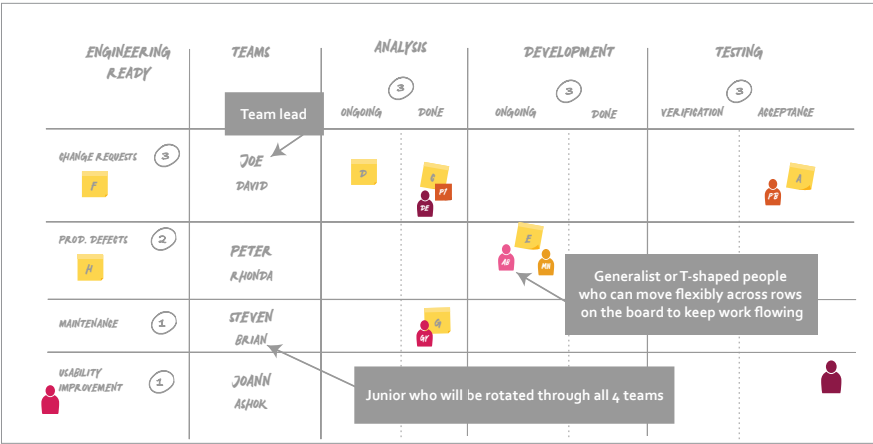 ENGINEERING
READY
TEAMS
ANALYSIS
DEVELOPMENT
TESTING
3
3
3
ONGOING
DONE
ONGOING
DONE
VERIFICATION
ACCEPTANCE
Team lead
CHANGE REQUESTS
3
F
JOE
DAVID
D
C
P1
DE
A
PB
PROD. DEFECTS
2
H
PETER
RHONDA
E
AB
MN
Generalist or T-shaped people
who can move flexibly across rows
on the board to keep work flowing
MAINTENANCE
1
STEVEN
BRIAN
G
GY
USABILITY
IMPROVEMENT
1
JOANN
ASHOK
Junior who will be rotated through all 4 teams